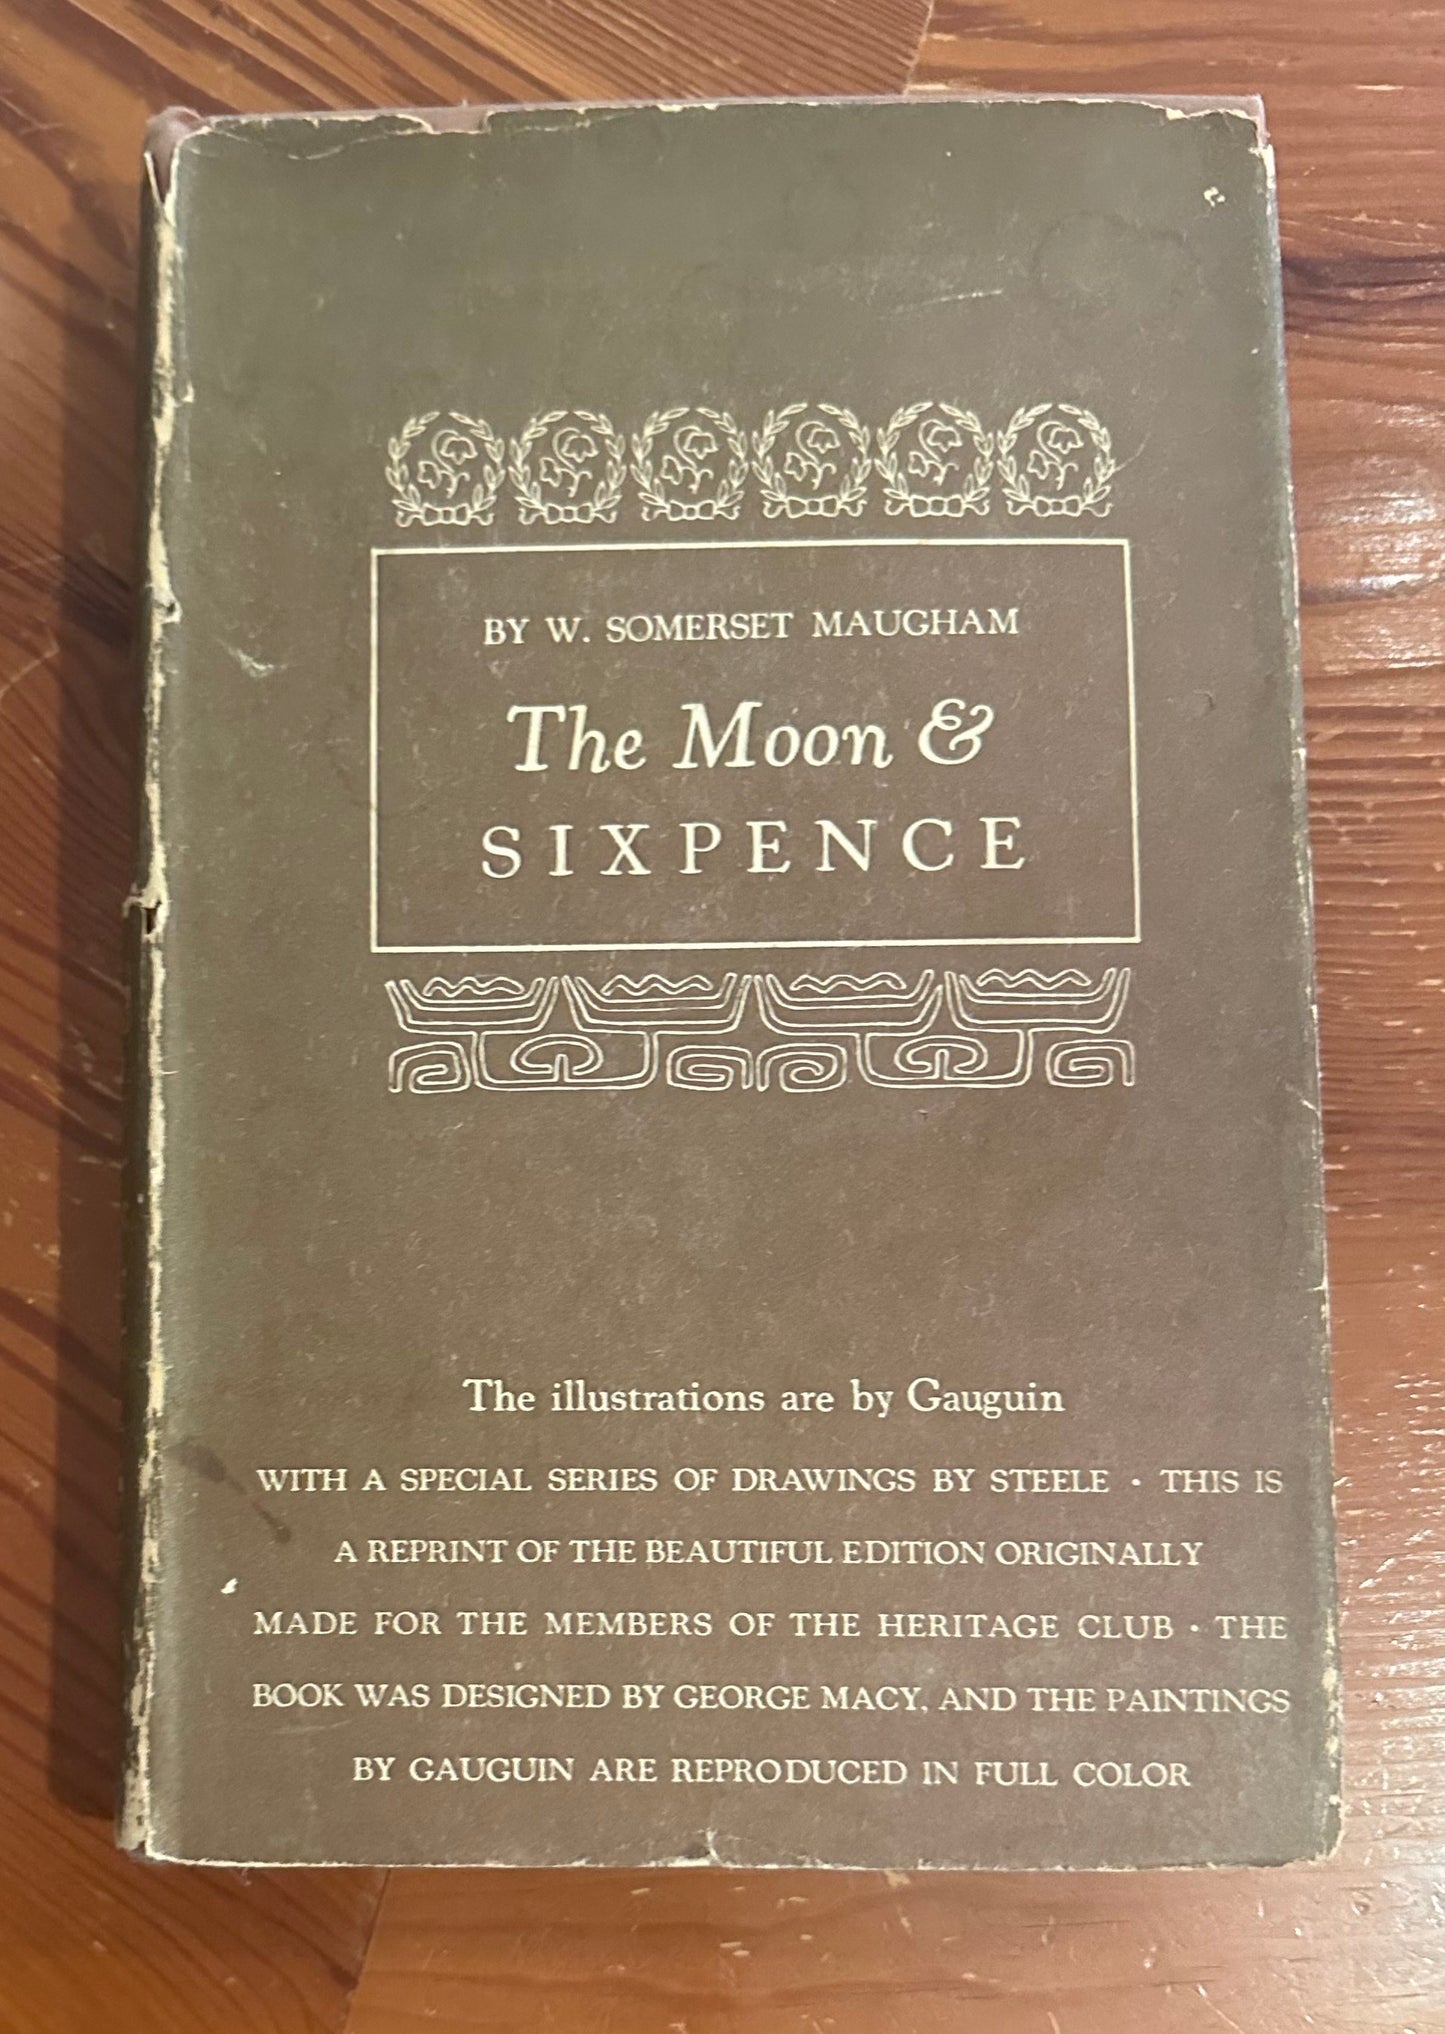 BY W. SOMERSET MAUGHAM
The Moon &
SIXPENCE
The illustrations are by Gauguin
WITH A SPECIAL SERIES OF DRAWINGS BY STEELE · THIS IS
A REPRINT OF THE BEAUTIFUL EDITION ORIGINALLY
MADE FOR THE MEMBERS OF THE HERITAGE CLUB · THE
BOOK WAS DESIGNED BY GEORGE MACY, AND THE PAINTINGS
BY GAUGUIN ARE REPRODUCED IN FULL COLOR